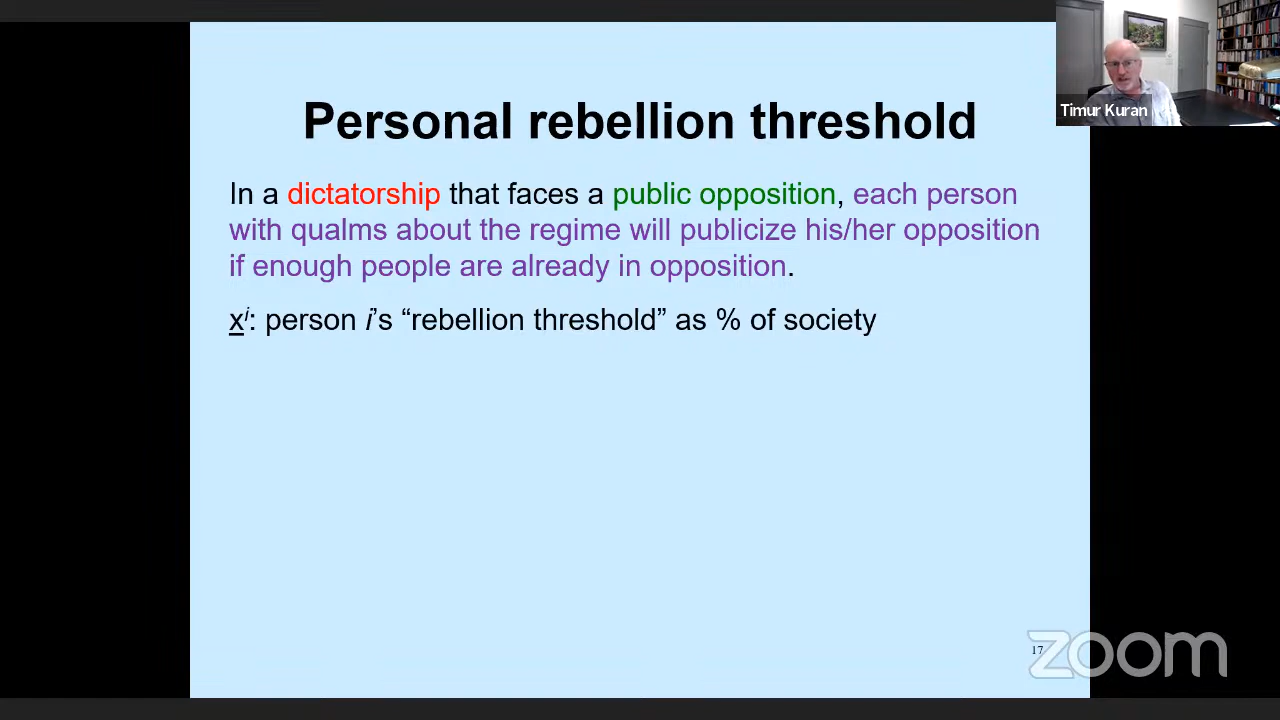 Personal rebellion threshold
In a dictatorship that faces a public opposition, each person
with qualms about the regime will publicize his/her opposition
if enough people are already in opposition.
xⁱ: person i’s “rebellion threshold” as % of society
17
Timur Kuran
zoom